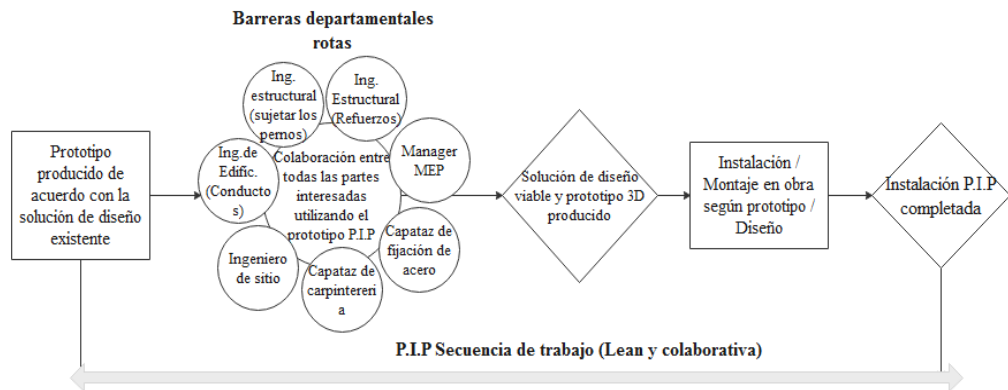 Barreras departamentales
rotas
Prototipo
producido de
acuerdo con la
solución de diseño
existente
Ing.de
Edific.
(Conducto
s)
Ing.
estructural
(sujetar los
pernos)
Ing.
Estructural
(Refuerzos)
Manager
MEP
Capataz de
fijación de
acero
Capataz de
carpintereri
a
Ingeniero
de sitio
Colaboración entre
todas las partes
interesadas
utilizando el
prototipo P.I.P
Solución de diseño
viable y prototipo 3D
producido
Instalación /
Montaje en obra
según prototipo /
Diseño
Instalación P.I.P
completada
P.I.P Secuencia de trabajo (Lean y colaborativa)